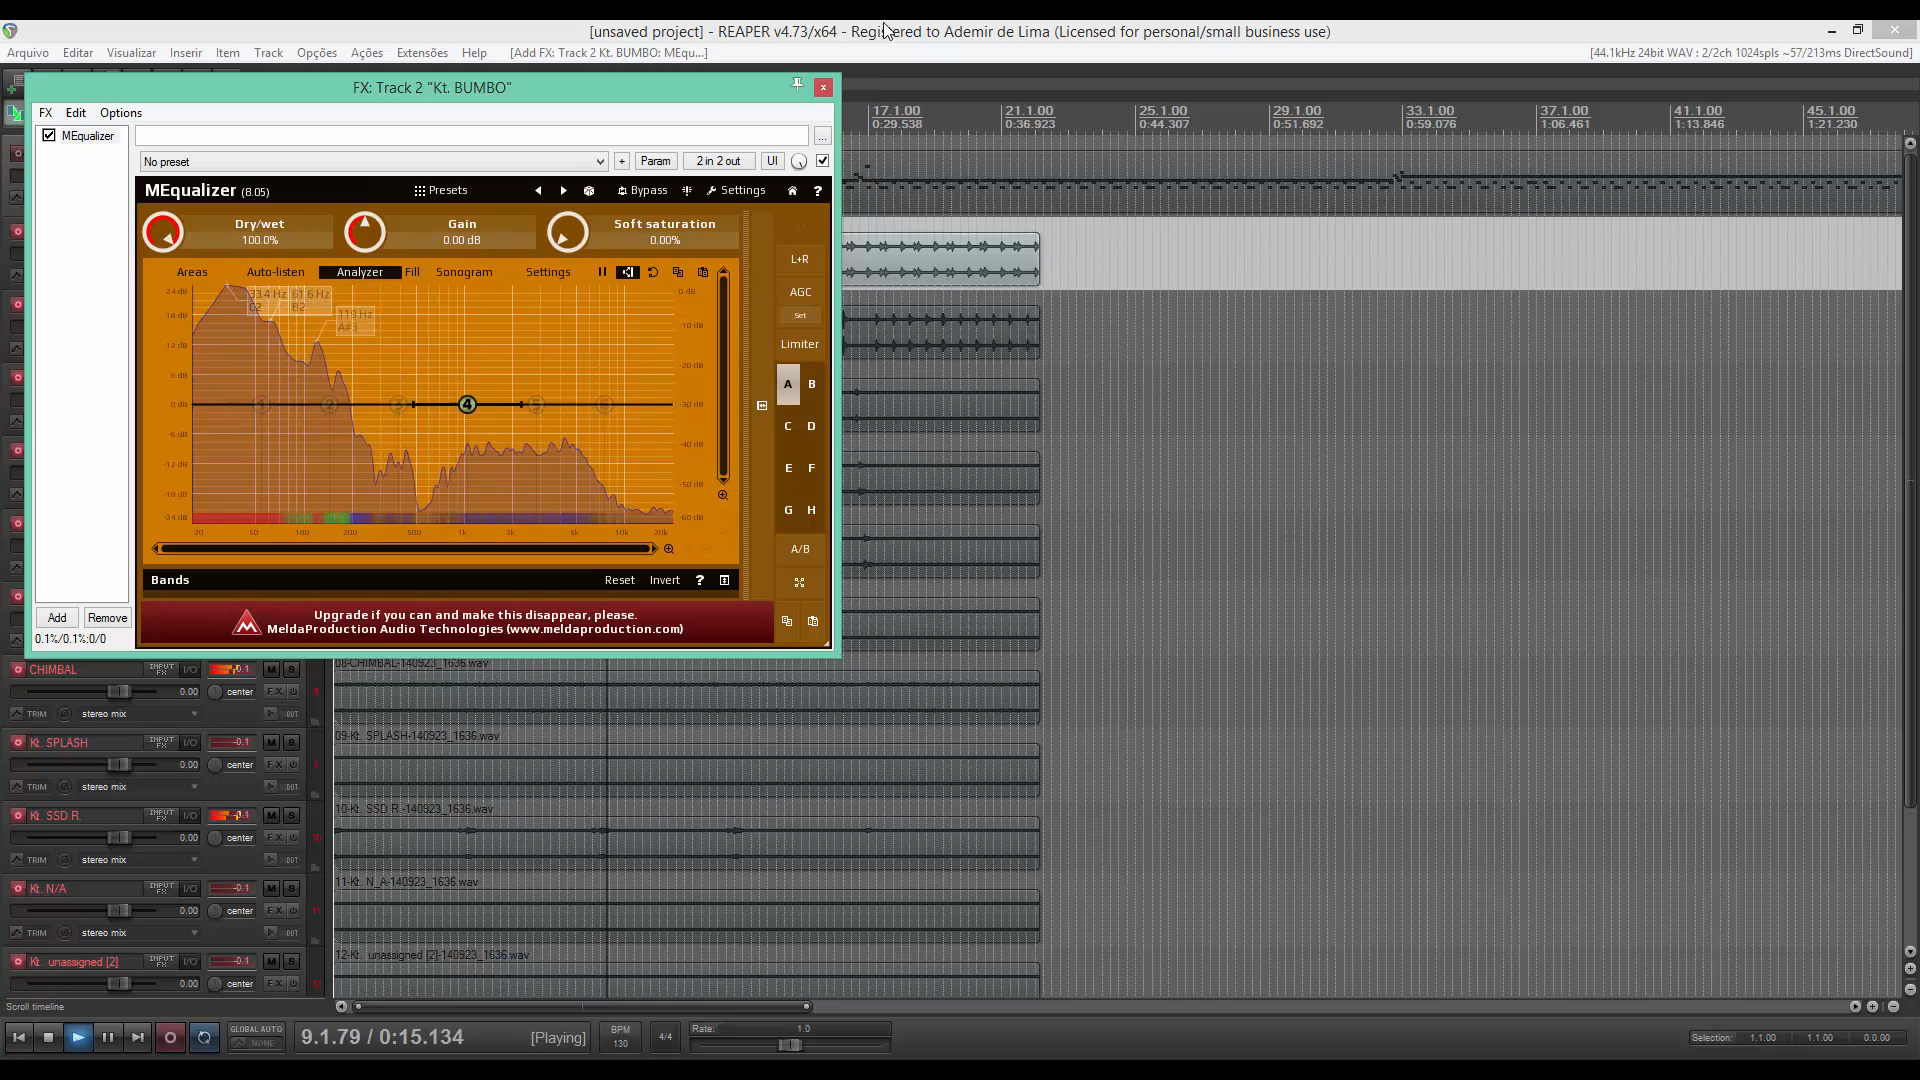 [unsaved project] - REAPER v4.73/x64 - Registered to Ademir de Lima (Licensed for personal/small business use)
Arquivo Editar Visualizar Inserir Item Track Opções Ações Extensões Help [Add FX: Track 2 Kt. BUMBO: MEqu...] [44.1kHz 24bit WAV : 2/2ch 1024spls ~57/213ms DirectSound]
FX: Track 2 "Kt. BUMBO"
x
FX Edit Options
MEqualizer
...
No preset + Param 2 in 2 out UI
MEqualizer (8.05) Presets Bypass Settings ?
Dry/wet Gain Soft saturation
100.0% 0.00 dB 0.00%
Areas Auto-listen Analyzer Fill Sonogram Settings
L+R
AGC
Set
Limiter
A B
C D
E F
G H
A/B
33.4 Hz 61.6 Hz
C2 B2
119 Hz
A#3
24 dB
18 dB
12 dB
6 dB
0 dB
-6 dB
-12 dB
-18 dB
-24 dB
0 dB
-10 dB
-20 dB
-30 dB
-40 dB
-50 dB
-60 dB
1 2 3 4 5 6
20 50 100 200 500 1k 2k 5k 10k 20k
Bands Reset Invert ?
Upgrade if you can and make this disappear, please.
MeldaProduction Audio Technologies (www.meldaproduction.com)
Add Remove
0.1%/0.1%:0/0
17.1.00 21.1.00 25.1.00 29.1.00 33.1.00 37.1.00 41.1.00 45.1.00
0:29.538 0:36.923 0:44.307 0:51.692 0:59.076 1:06.461 1:13.846 1:21.230
CHIMBAL INPUT FX I/O -0.1 M S
0.00 center FX 8
TRIM stereo mix OUT
08-CHIMBAL-140923_1636.wav
Kt. SPLASH INPUT FX I/O -0.1 M S
0.00 center FX 9
TRIM stereo mix OUT
09-Kt. SPLASH-140923_1636.wav
Kt. SSD R. INPUT FX I/O -0.1 M S
0.00 center FX 10
TRIM stereo mix OUT
10-Kt. SSD R.-140923_1636.wav
Kt. N/A INPUT FX I/O -0.1 M S
0.00 center FX 11
TRIM stereo mix OUT
11-Kt. N_A-140923_1636.wav
Kt. unassigned [2] INPUT FX I/O -0.1 M S
0.00 center FX 12
12-Kt. unassigned [2]-140923_1636.wav
Scroll timeline
GLOBAL AUTO
NONE
9.1.79 / 0:15.134 [Playing]
BPM
130
4/4
Rate: 1.0
Selection: 1.1.00 1.1.00 0.0.00